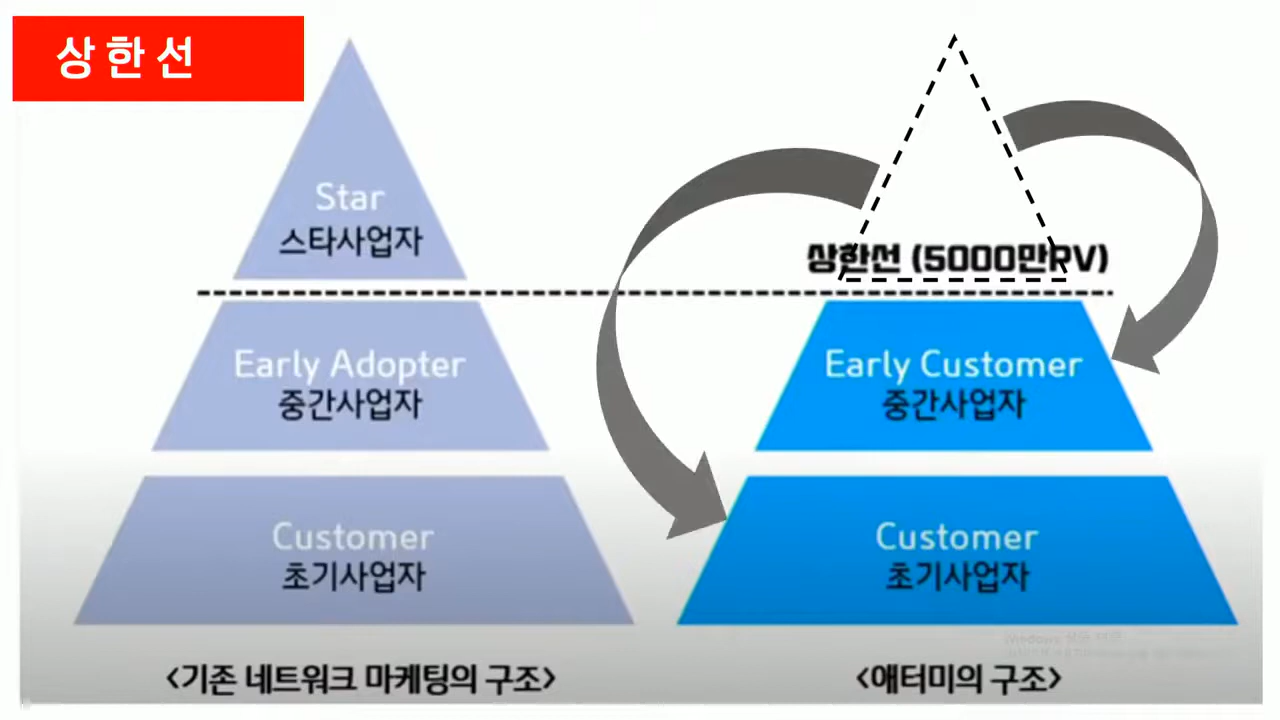 상한선
Star
스타사업자
상한선 (5000만PV)
Early Adopter
중간사업자
Early Customer
중간사업자
Customer
초기사업자
Customer
초기사업자
<기존 네트워크 마케팅의 구조>
<애터미의 구조>